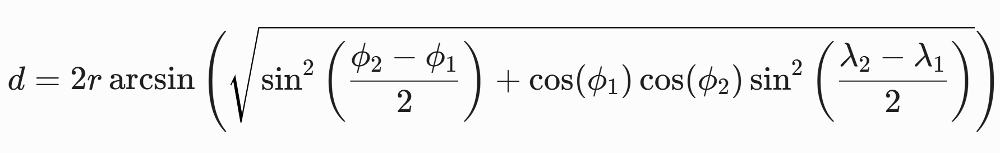 d = 2r arcsin(√(sin²((ϕ₂ − ϕ₁)/2) + cos(ϕ₁) cos(ϕ₂) sin²((λ₂ − λ₁)/2)))